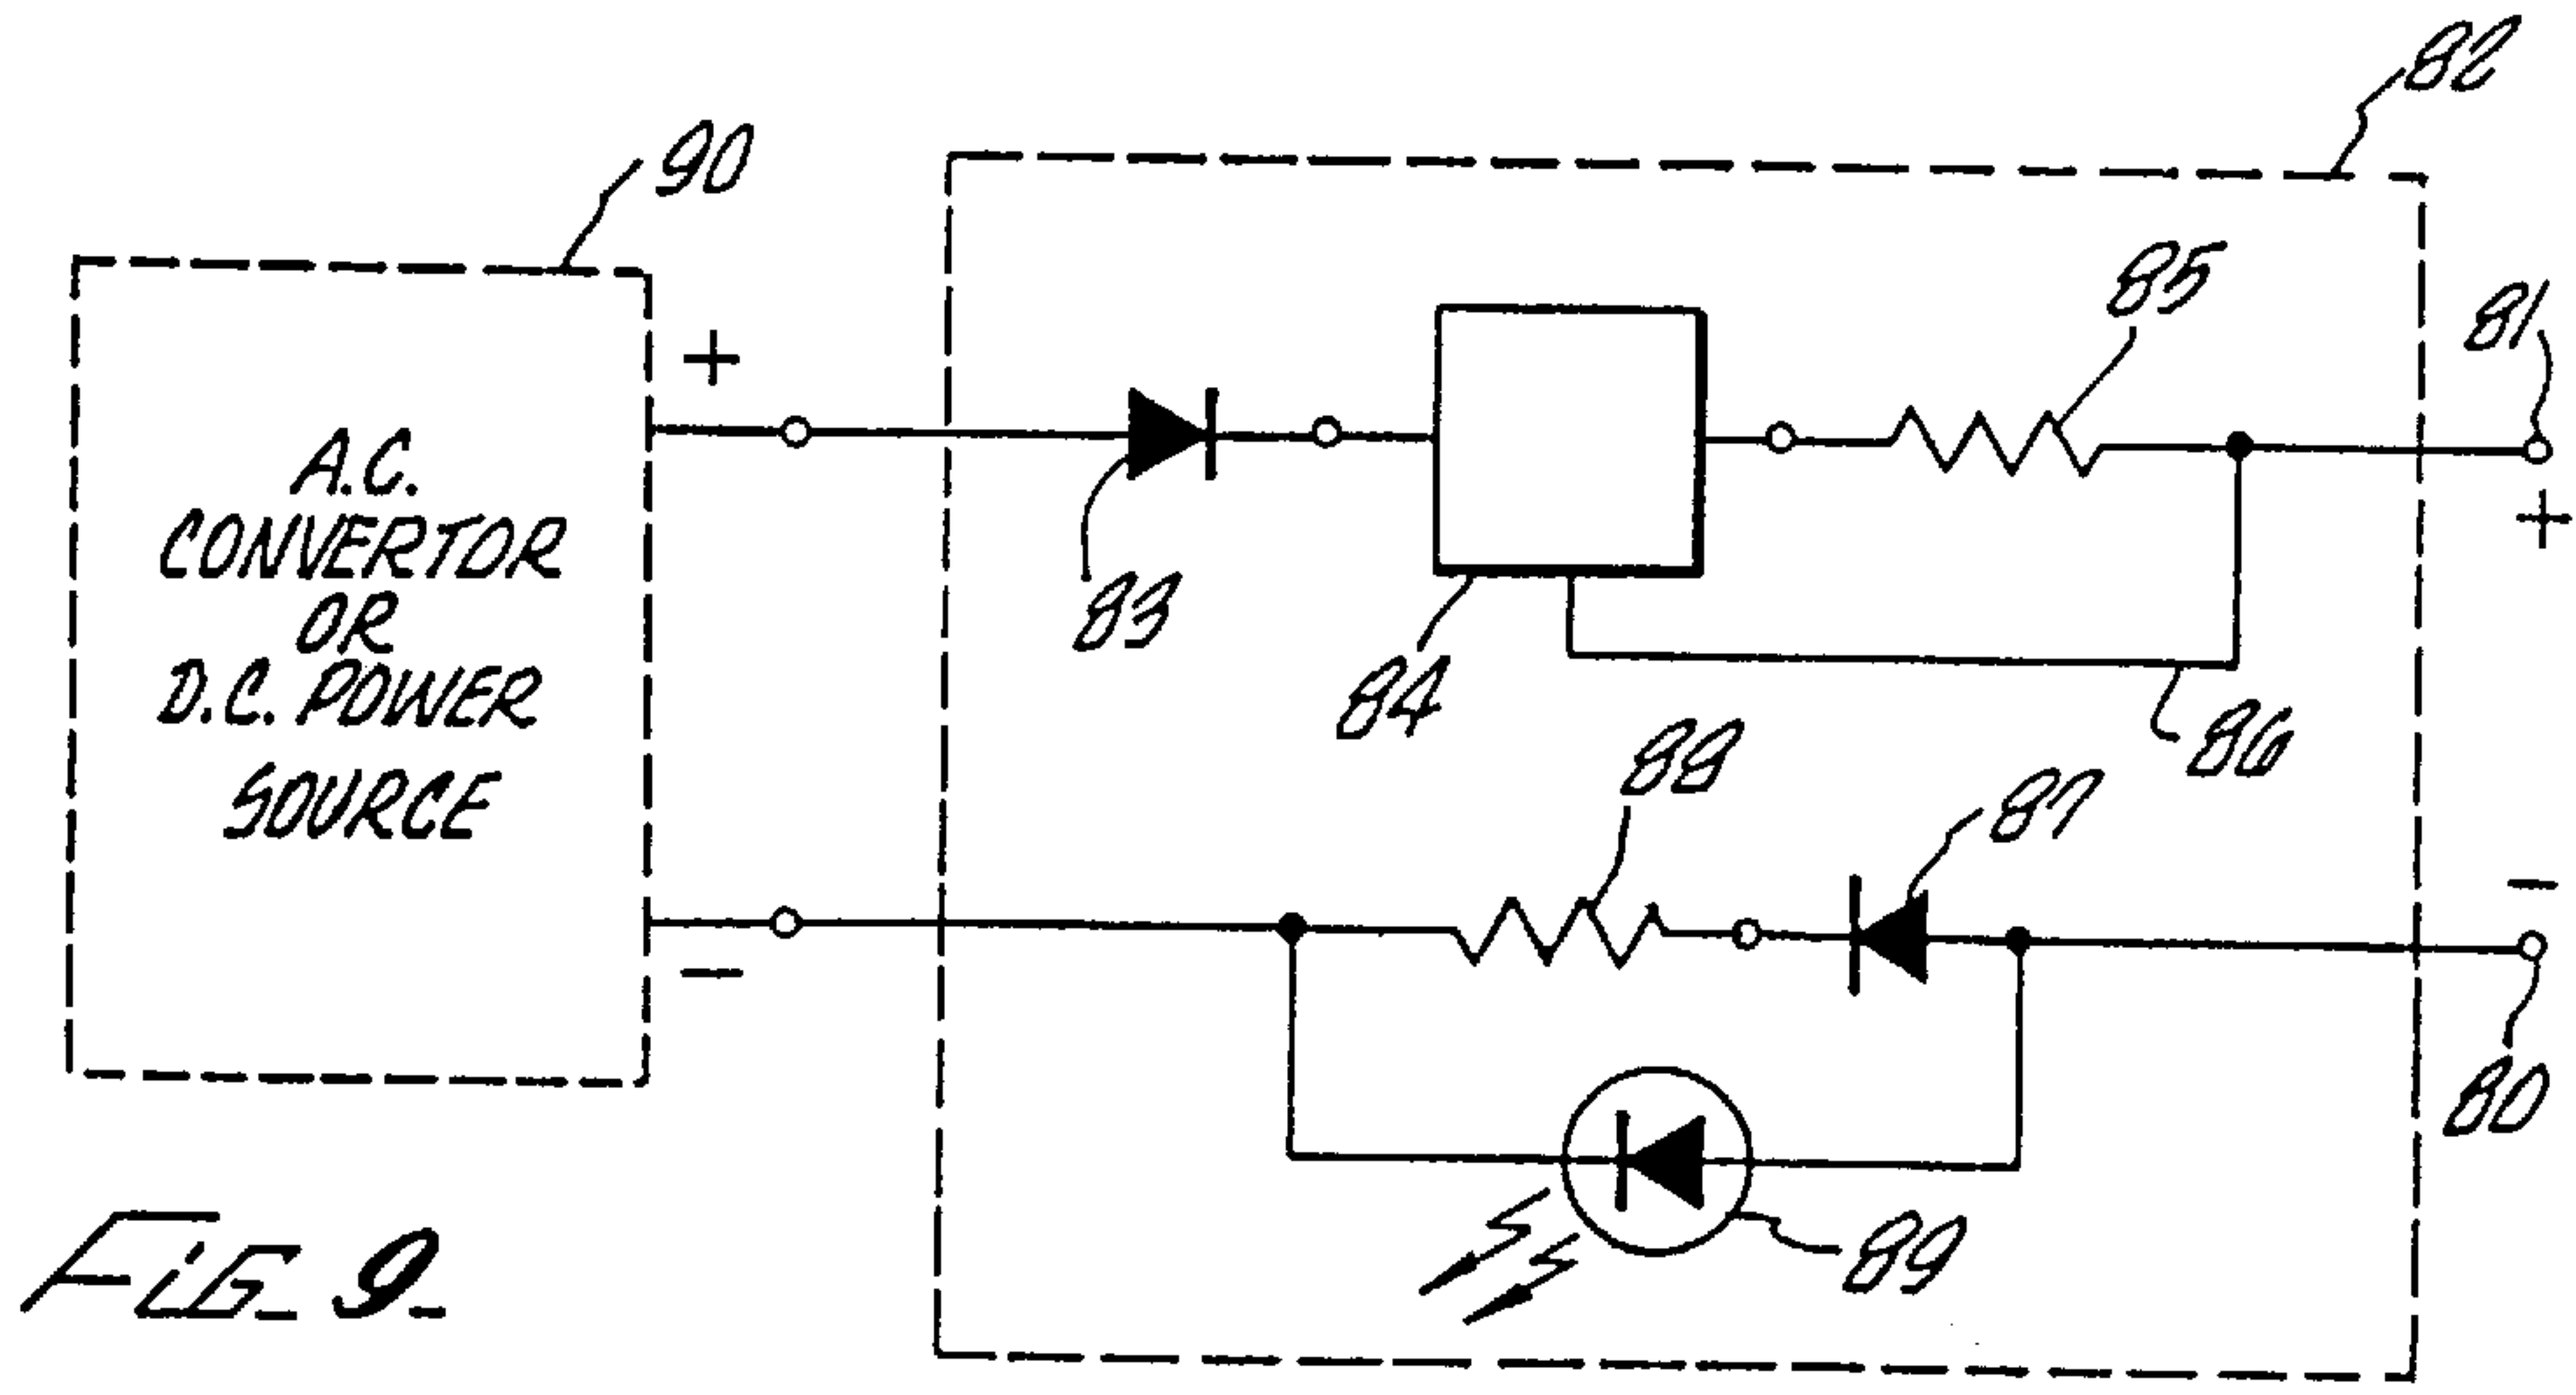 82
90
85
81
+
+
83
84
86
A.C.
CONVERTOR
OR
D.C. POWER
SOURCE
88
87
-
-
80
89
FIG. 9.